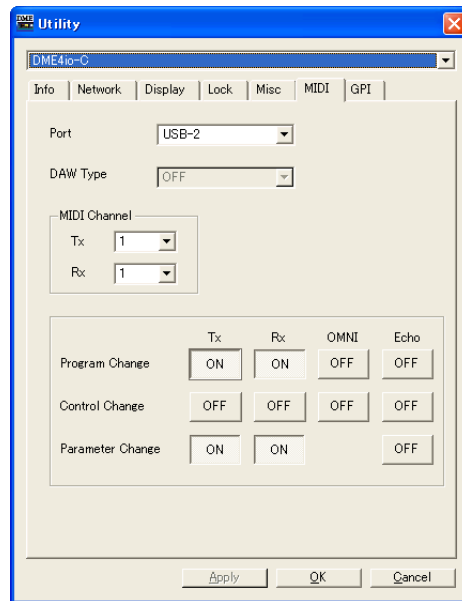 DME Utility
DME4io-C
Info Network Display Lock Misc MIDI GPI
Port USB-2
DAW Type OFF
MIDI Channel
Tx 1
Rx 1
Tx Rx OMNI Echo
Program Change ON ON OFF OFF
Control Change OFF OFF OFF OFF
Parameter Change ON ON OFF
Apply OK Cancel